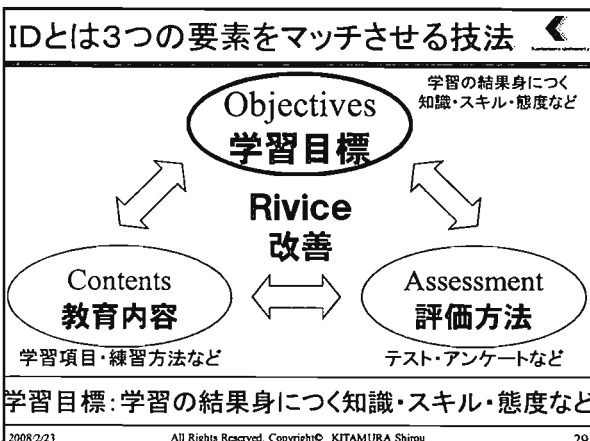 IDとは3つの要素をマッチさせる技法
学習の結果身につく
知識・スキル・態度など
Objectives
学習目標
Rivice
改善
Contents
教育内容
学習項目・練習方法など
Assessment
評価方法
テスト・アンケートなど
学習目標:学習の結果身につく知識・スキル・態度など
2008/2/23
All Rights Reserved, Copyright© KITAMURA Shirou
29